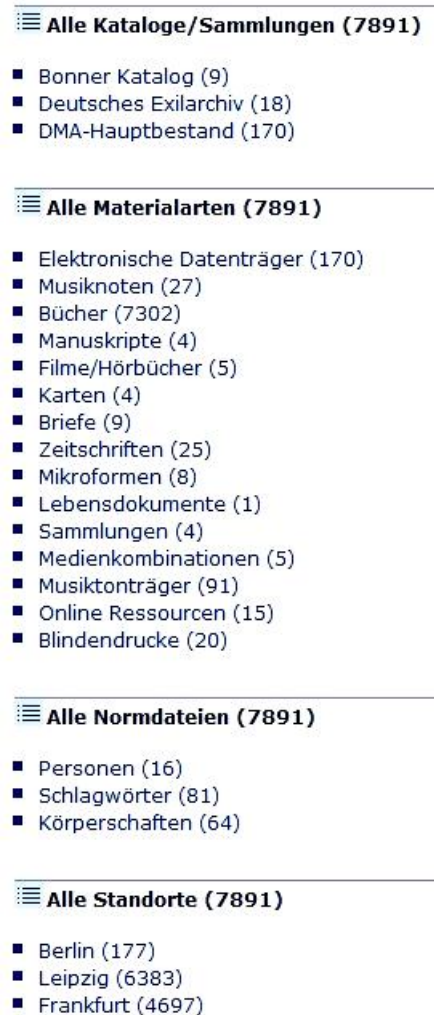 Alle Kataloge/Sammlungen (7891)
Bonner Katalog (9)
Deutsches Exilarchiv (18)
DMA-Hauptbestand (170)
Alle Materialarten (7891)
Elektronische Datenträger (170)
Musiknoten (27)
Bücher (7302)
Manuskripte (4)
Filme/Hörbücher (5)
Karten (4)
Briefe (9)
Zeitschriften (25)
Mikroformen (8)
Lebensdokumente (1)
Sammlungen (4)
Medienkombinationen (5)
Musiktonträger (91)
Online Ressourcen (15)
Blindendrucke (20)
Alle Normdateien (7891)
Personen (16)
Schlagwörter (81)
Körperschaften (64)
Alle Standorte (7891)
Berlin (177)
Leipzig (6383)
Frankfurt (4697)